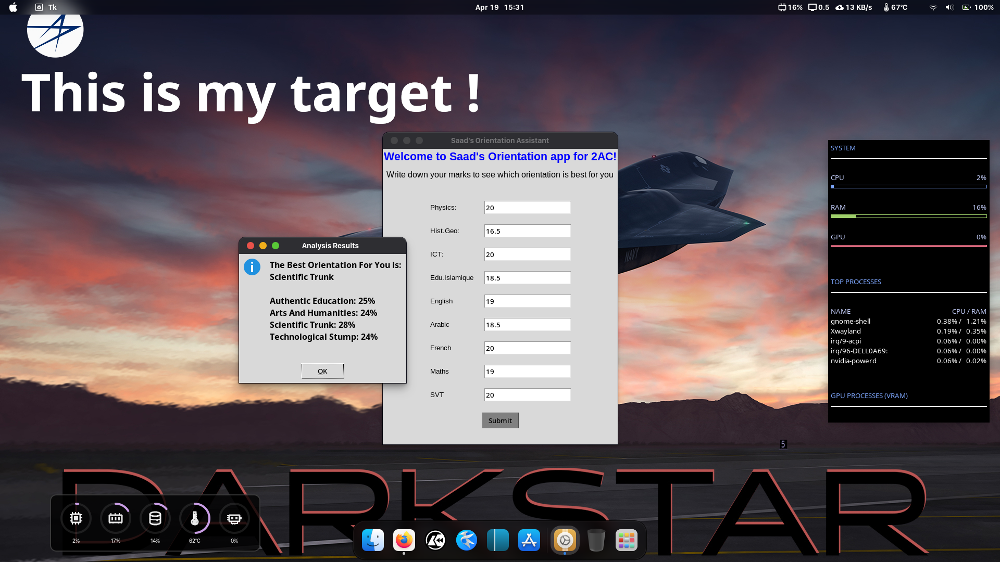 Tk
Apr 19 15:31
16% 0.5 13 KB/s 67°C 100%
This is my target !
Saad's Orientation Assistant
Welcome to Saad's Orientation app for 2AC!
Write down your marks to see which orientation is best for you
Physics: 20
Hist.Geo: 16.5
ICT: 20
Edu.Islamique 18.5
English 19
Arabic 18.5
French 20
Maths 19
SVT 20
Submit
Analysis Results
The Best Orientation For You is:
Scientific Trunk
Authentic Education: 25%
Arts And Humanities: 24%
Scientific Trunk: 28%
Technological Stump: 24%
OK
NAVY
SYSTEM
CPU 2%
RAM 16%
GPU 0%
TOP PROCESSES
NAME CPU / RAM
gnome-shell 0.38% / 1.21%
Xwayland 0.19% / 0.35%
irq/9-acpi 0.06% / 0.00%
irq/96-DELL0A69: 0.06% / 0.00%
nvidia-powerd 0.06% / 0.02%
GPU PROCESSES (VRAM)
5
DARKSTAR
2% 17% 14% 62°C 0%